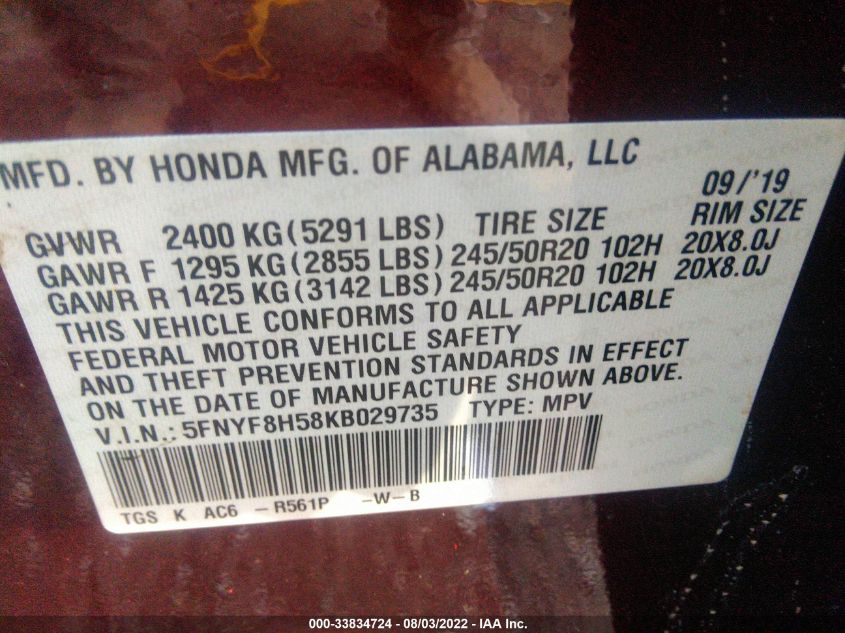 MFD. BY HONDA MFG. OF ALABAMA, LLC
09/'19
GVWR 2400 KG(5291 LBS) TIRE SIZE RIM SIZE
GAWR F 1295 KG(2855 LBS) 245/50R20 102H 20X8.0J
GAWR R 1425 KG(3142 LBS) 245/50R20 102H 20X8.0J
THIS VEHICLE CONFORMS TO ALL APPLICABLE
FEDERAL MOTOR VEHICLE SAFETY
AND THEFT PREVENTION STANDARDS IN EFFECT
ON THE DATE OF MANUFACTURE SHOWN ABOVE.
V.I.N.: 5FNYF8H58KB029735 TYPE: MPV
TGS K AC6 – R561P –W–B
000-33834724 - 08/03/2022 - IAA Inc.